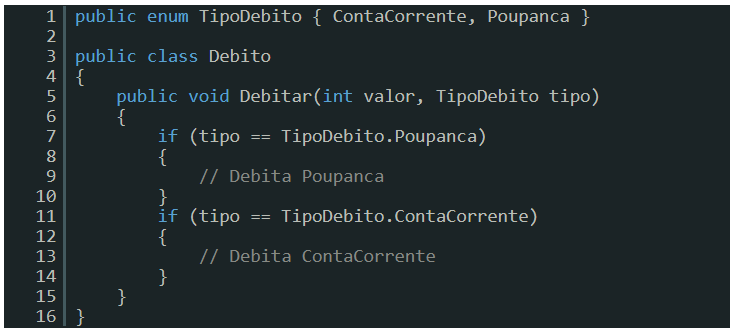 1 public enum TipoDebito { ContaCorrente, Poupanca }
2
3 public class Debito
4 {
5     public void Debitar(int valor, TipoDebito tipo)
6     {
7         if (tipo == TipoDebito.Poupanca)
8         {
9             // Debita Poupanca
10         }
11         if (tipo == TipoDebito.ContaCorrente)
12         {
13             // Debita ContaCorrente
14         }
15     }
16 }